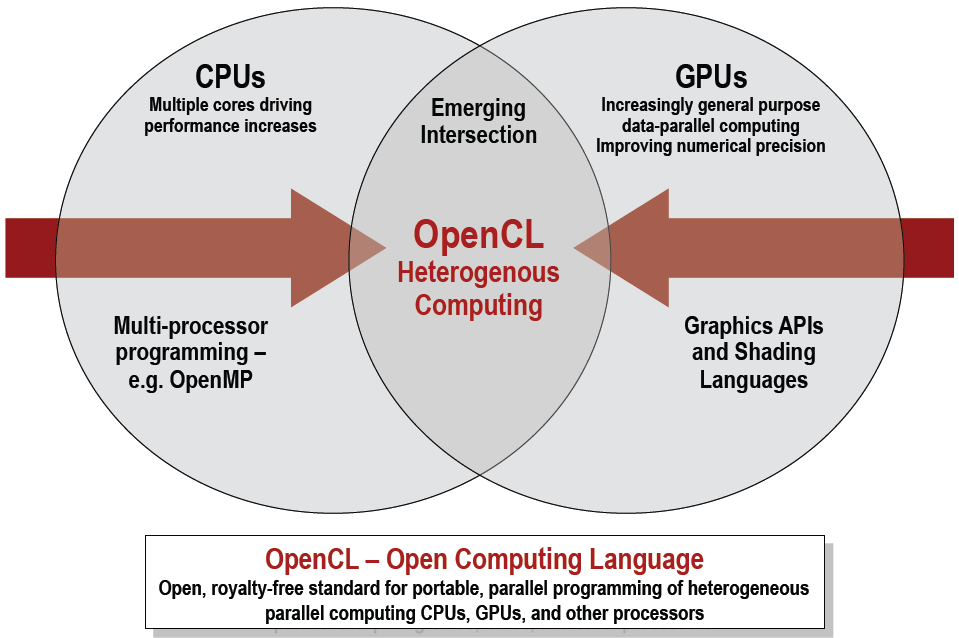 CPUs
Multiple cores driving
performance increases
Emerging
Intersection
GPUs
Increasingly general purpose
data-parallel computing
Improving numerical precision
OpenCL
Heterogenous
Computing
Multi-processor
programming –
e.g. OpenMP
Graphics APIs
and Shading
Languages
OpenCL – Open Computing Language
Open, royalty-free standard for portable, parallel programming of heterogeneous
parallel computing CPUs, GPUs, and other processors